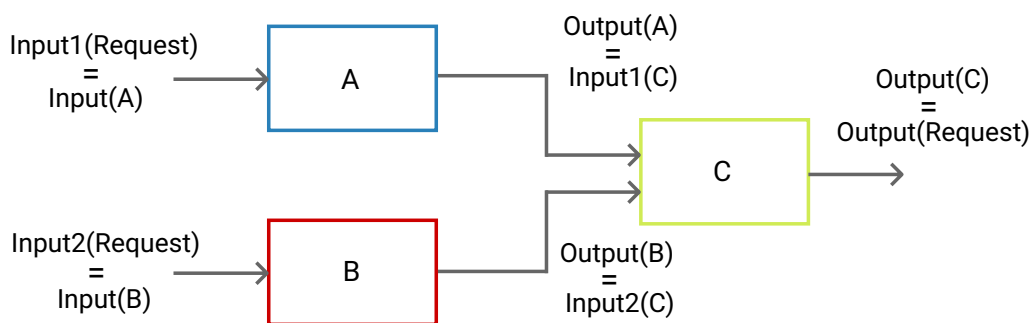 Input1(Request)
=
Input(A)
A
Output(A)
=
Input1(C)
Output(C)
=
Output(Request)
C
Input2(Request)
=
Input(B)
B
Output(B)
=
Input2(C)